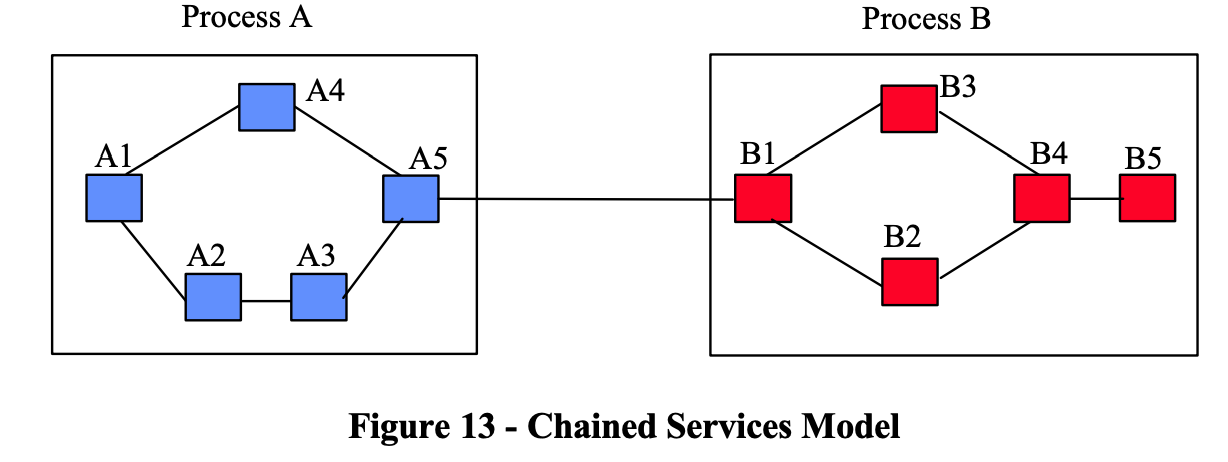 Process A
Process B
A4
B3
A1
A5
B1
B4
B5
A2
A3
B2
Figure 13 - Chained Services Model